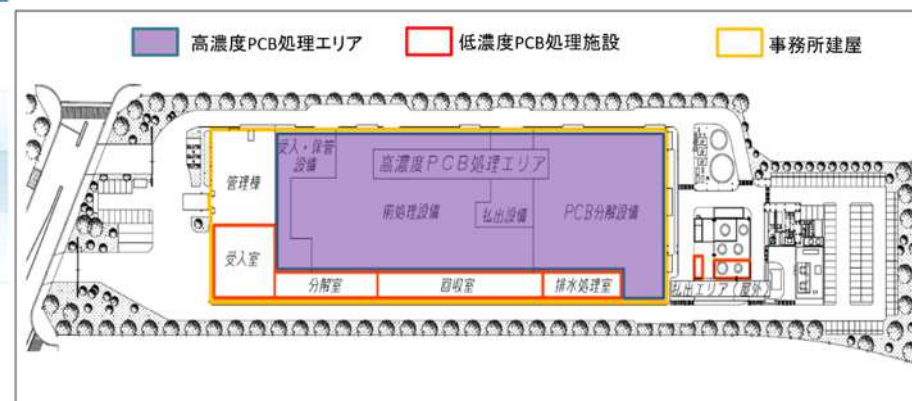 高濃度PCB処理エリア
低濃度PCB処理施設
事務所建屋
受入・保管
設備
高濃度PCB処理エリア
管理棟
前処理設備
払出設備
PCB分解設備
受入室
分解室
回収室
排水処理室
払出エリア(屋外)